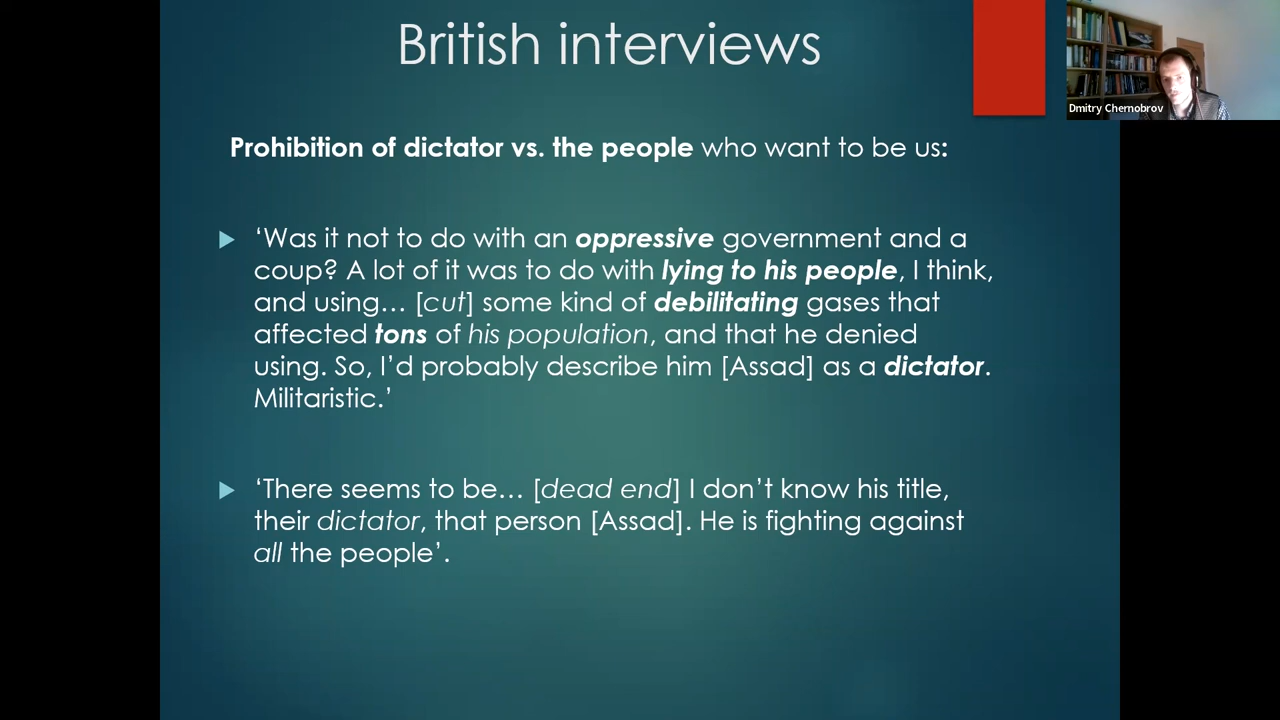 British interviews
Dmitry Chernobrov
Prohibition of dictator vs. the people who want to be us:
‘Was it not to do with an oppressive government and a
coup? A lot of it was to do with lying to his people, I think,
and using… [cut] some kind of debilitating gases that
affected tons of his population, and that he denied
using. So, I’d probably describe him [Assad] as a dictator.
Militaristic.’
‘There seems to be… [dead end] I don’t know his title,
their dictator, that person [Assad]. He is fighting against
all the people’.